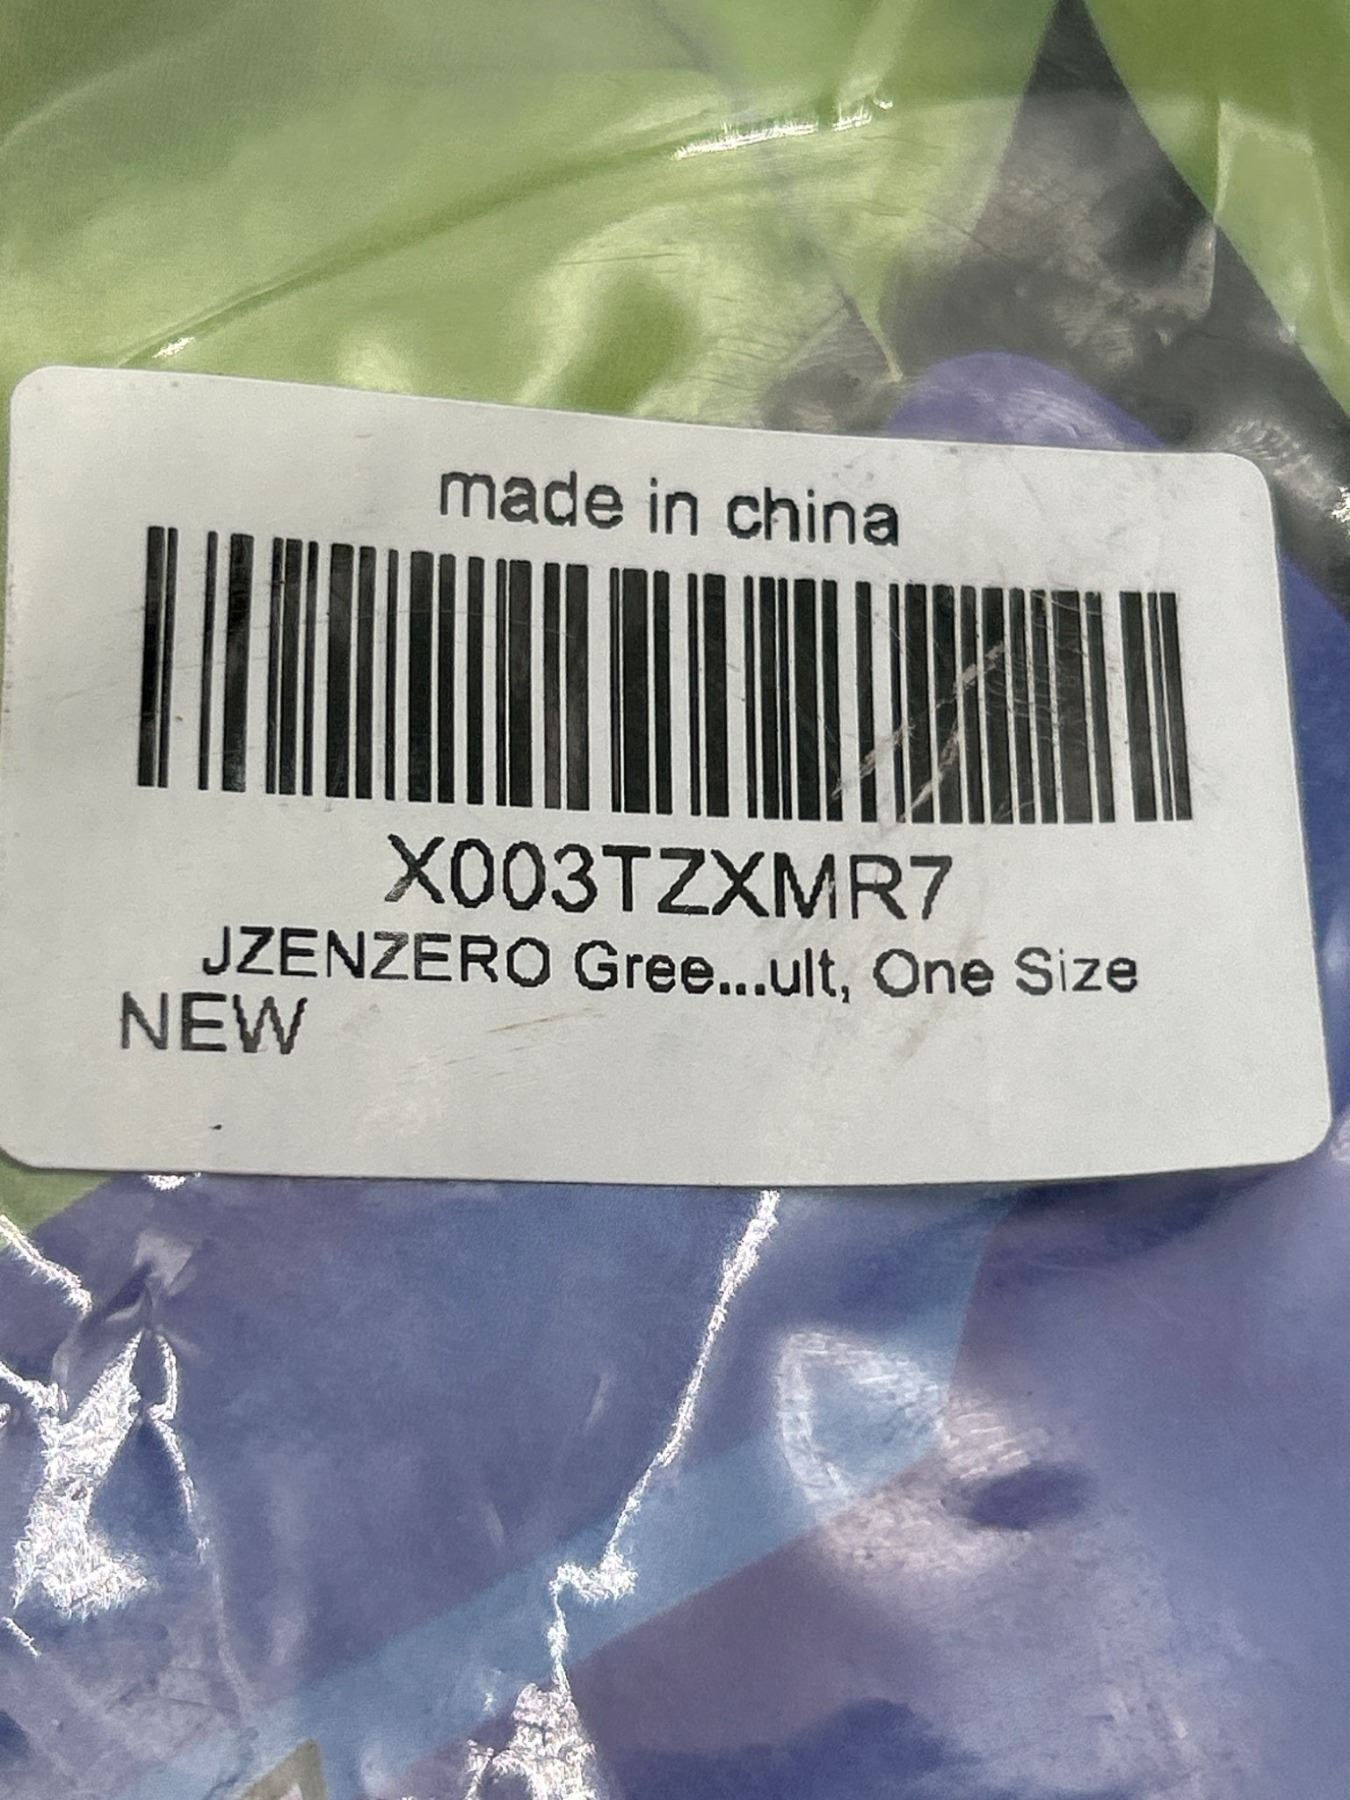 made in china
X003TZXMR7
JZENZERO Gree...ult, One Size
NEW